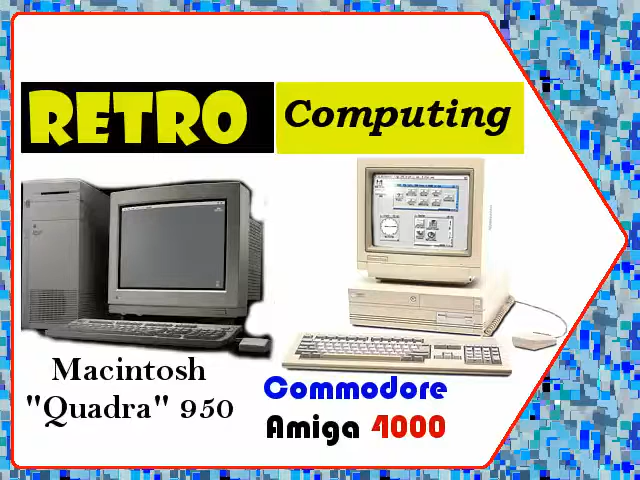 RETRO Computing
Macintosh
"Quadra" 950
Commodore
Amiga 4000